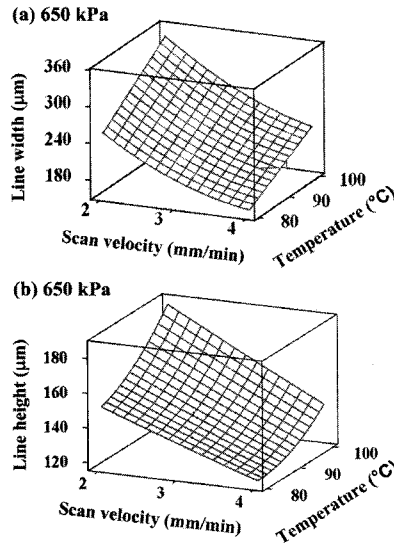 (a) 650 kPa
360
300
240
180
Line width (μm)
2
3
4
Scan velocity (mm/min)
80
90
100
Temperature (°C)
(b) 650 kPa
180
160
140
120
Line height (μm)
2
3
4
Scan velocity (mm/min)
80
90
100
Temperature (°C)